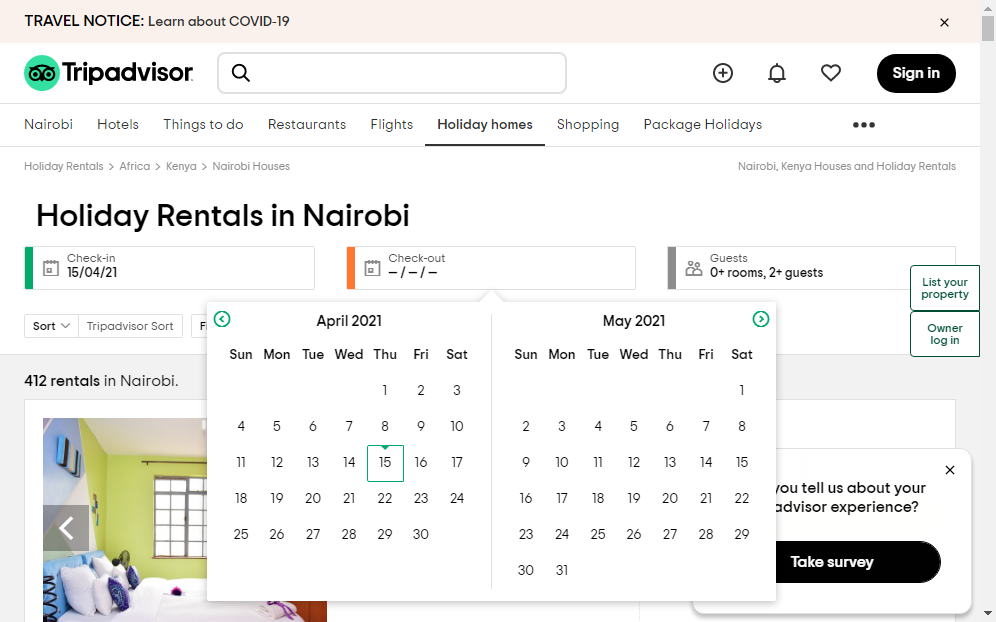 TRAVEL NOTICE: Learn about COVID-19
Tripadvisor
Sign in
Nairobi Hotels Things to do Restaurants Flights Holiday homes Shopping Package Holidays
Holiday Rentals > Africa > Kenya > Nairobi Houses
Nairobi, Kenya Houses and Holiday Rentals
Holiday Rentals in Nairobi
Check-in
15/04/21
Check-out
– / – / –
Guests
0+ rooms, 2+ guests
List your
property
Owner
log in
Sort Tripadvisor Sort
412 rentals in Nairobi.
April 2021
Sun Mon Tue Wed Thu Fri Sat
1 2 3
4 5 6 7 8 9 10
11 12 13 14 15 16 17
18 19 20 21 22 23 24
25 26 27 28 29 30
May 2021
Sun Mon Tue Wed Thu Fri Sat
1
2 3 4 5 6 7 8
9 10 11 12 13 14 15
16 17 18 19 20 21 22
23 24 25 26 27 28 29
30 31
you tell us about your
experience?
Take survey